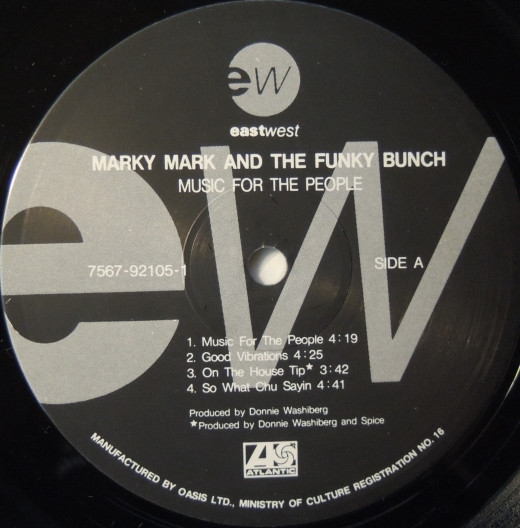 ew
eastwest
MARKY MARK AND THE FUNKY BUNCH
MUSIC FOR THE PEOPLE
ew
7567-92105-1
SIDE A
1. Music For The People 4:19
2. Good Vibrations 4:25
3. On The House Tip* 3:42
4. So What Chu Sayin 4:41
Produced by Donnie Washiberg
*Produced by Donnie Washiberg and Spice
ATLANTIC
MANUFACTURED BY OASIS LTD., MINISTRY OF CULTURE REGISTRATION NO. 16